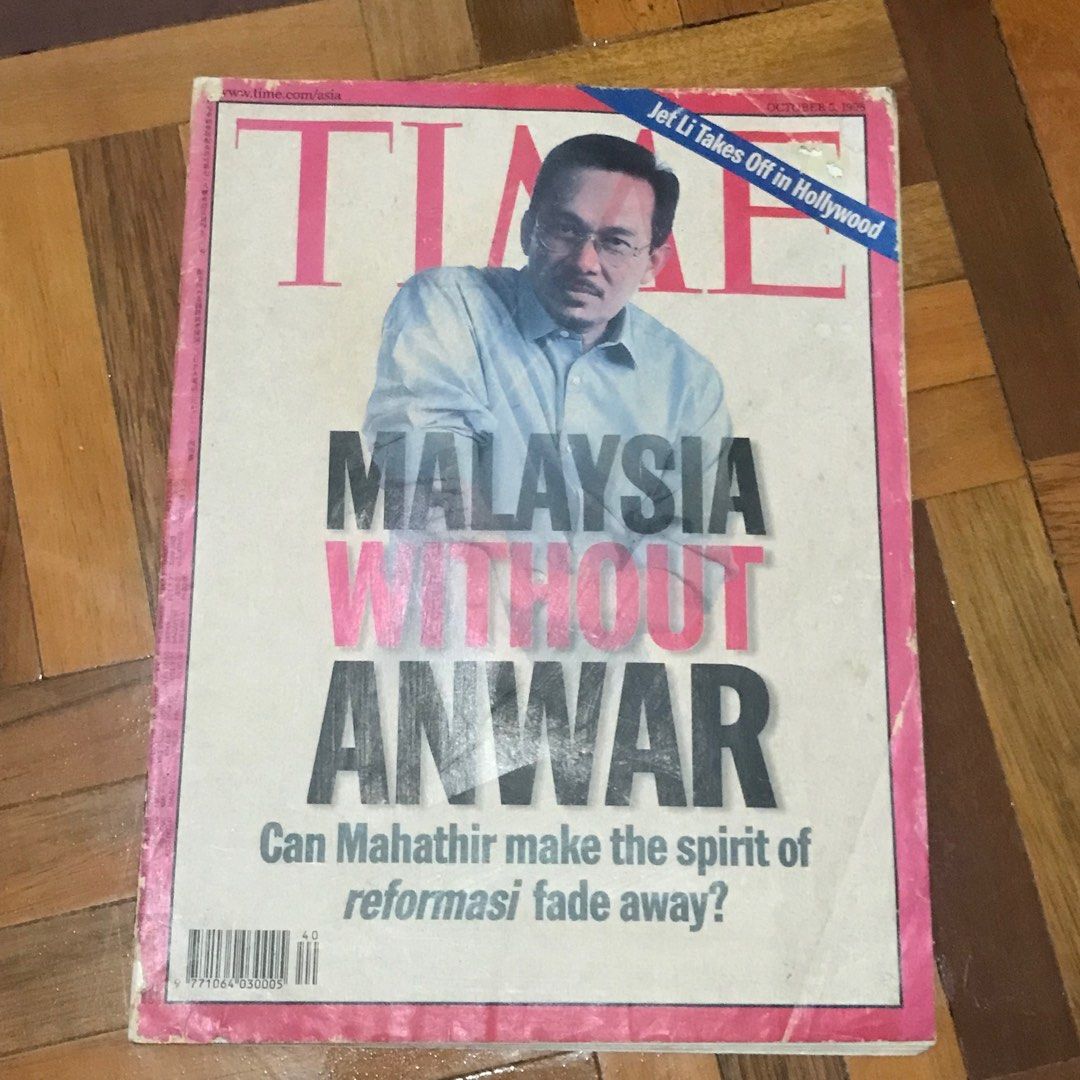 www.time.com/asia
OCTOBER 5, 1998
Jet Li Takes Off in Hollywood
TIME
MALAYSIA
WITHOUT
ANWAR
Can Mahathir make the spirit of
reformasi fade away?
40
9 771064 030005